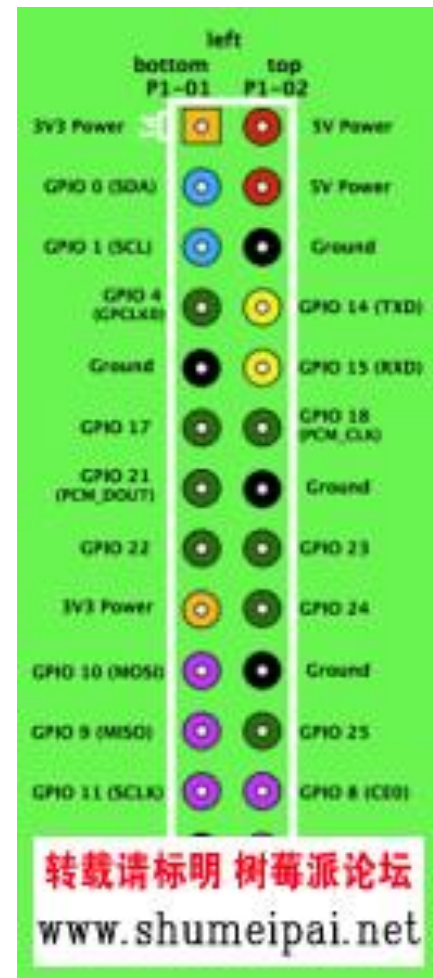 left
bottom top
P1-01 P1-02
3V3 Power 5V Power
GPIO 0 (SDA) 5V Power
GPIO 1 (SCL) Ground
GPIO 4 GPIO 14 (TXD)
(GPCLK0)
Ground GPIO 15 (RXD)
GPIO 17 GPIO 18
(PCM_CLK)
GPIO 21 Ground
(PCM_DOUT)
GPIO 22 GPIO 23
3V3 Power GPIO 24
GPIO 10 (MOSI) Ground
GPIO 9 (MISO) GPIO 25
GPIO 11 (SCLK) GPIO 8 (CE0)
转载请标明 树莓派论坛
www.shumeipai.net